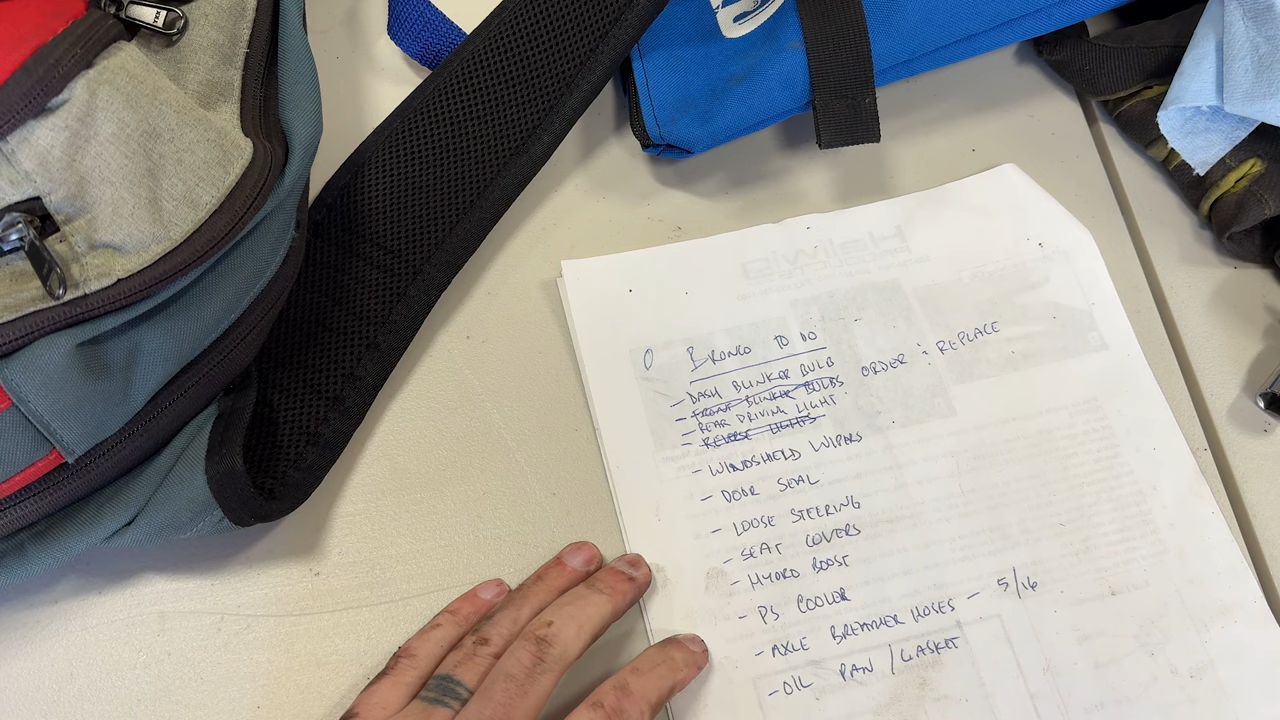 BRONCO TO DO
- DASH BLINKER BULB
- FRONT BLINKER BULBS ORDER & REPLACE
- REAR DRIVING LIGHT
- REVERSE LIGHTS
- WINDSHIELD WIPERS
- DOOR SEAL
- LOOSE STEERING
- SEAT COVERS
- HYDRO BOOST
- PS COOLER
- AXLE BREATHER HOSES - 5/16
- OIL PAN / GASKET